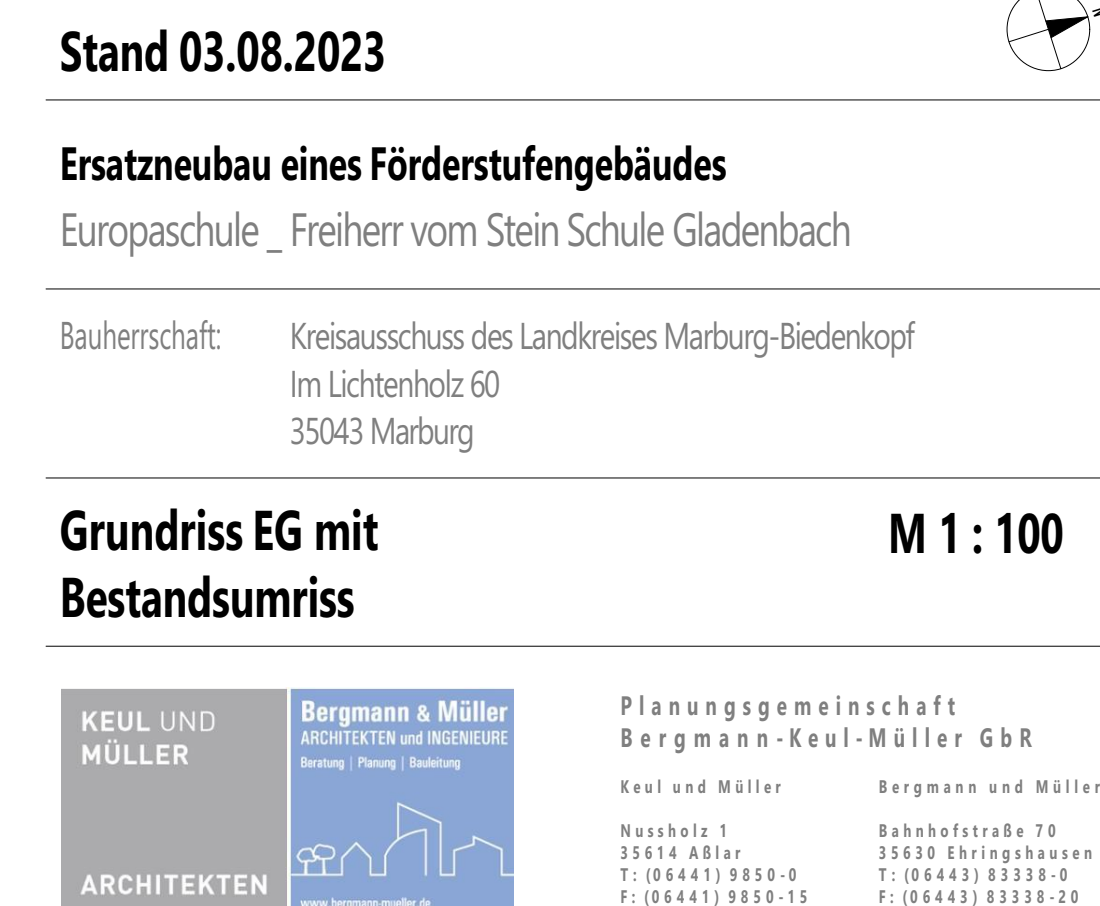 Stand 03.08.2023
Ersatzneubau eines Förderstufengebäudes
Europaschule _ Freiherr vom Stein Schule Gladenbach
Bauherrschaft: Kreisausschuss des Landkreises Marburg-Biedenkopf
Im Lichtenholz 60
35043 Marburg
Grundriss EG mit M 1 : 100
Bestandsumriss
KEUL UND
MÜLLER
ARCHITEKTEN
Bergmann & Müller
ARCHITEKTEN und INGENIEURE
Beratung | Planung | Bauleitung
www.bergmann-mueller.de
Planungsgemeinschaft
Bergmann-Keul-Müller GbR
Keul und Müller
Nussholz 1
35614 Aßlar
T: (06441) 9850-0
F: (06441) 9850-15
Bergmann und Müller
Bahnhofstraße 70
35630 Ehringshausen
T: (06443) 83338-0
F: (06443) 83338-20